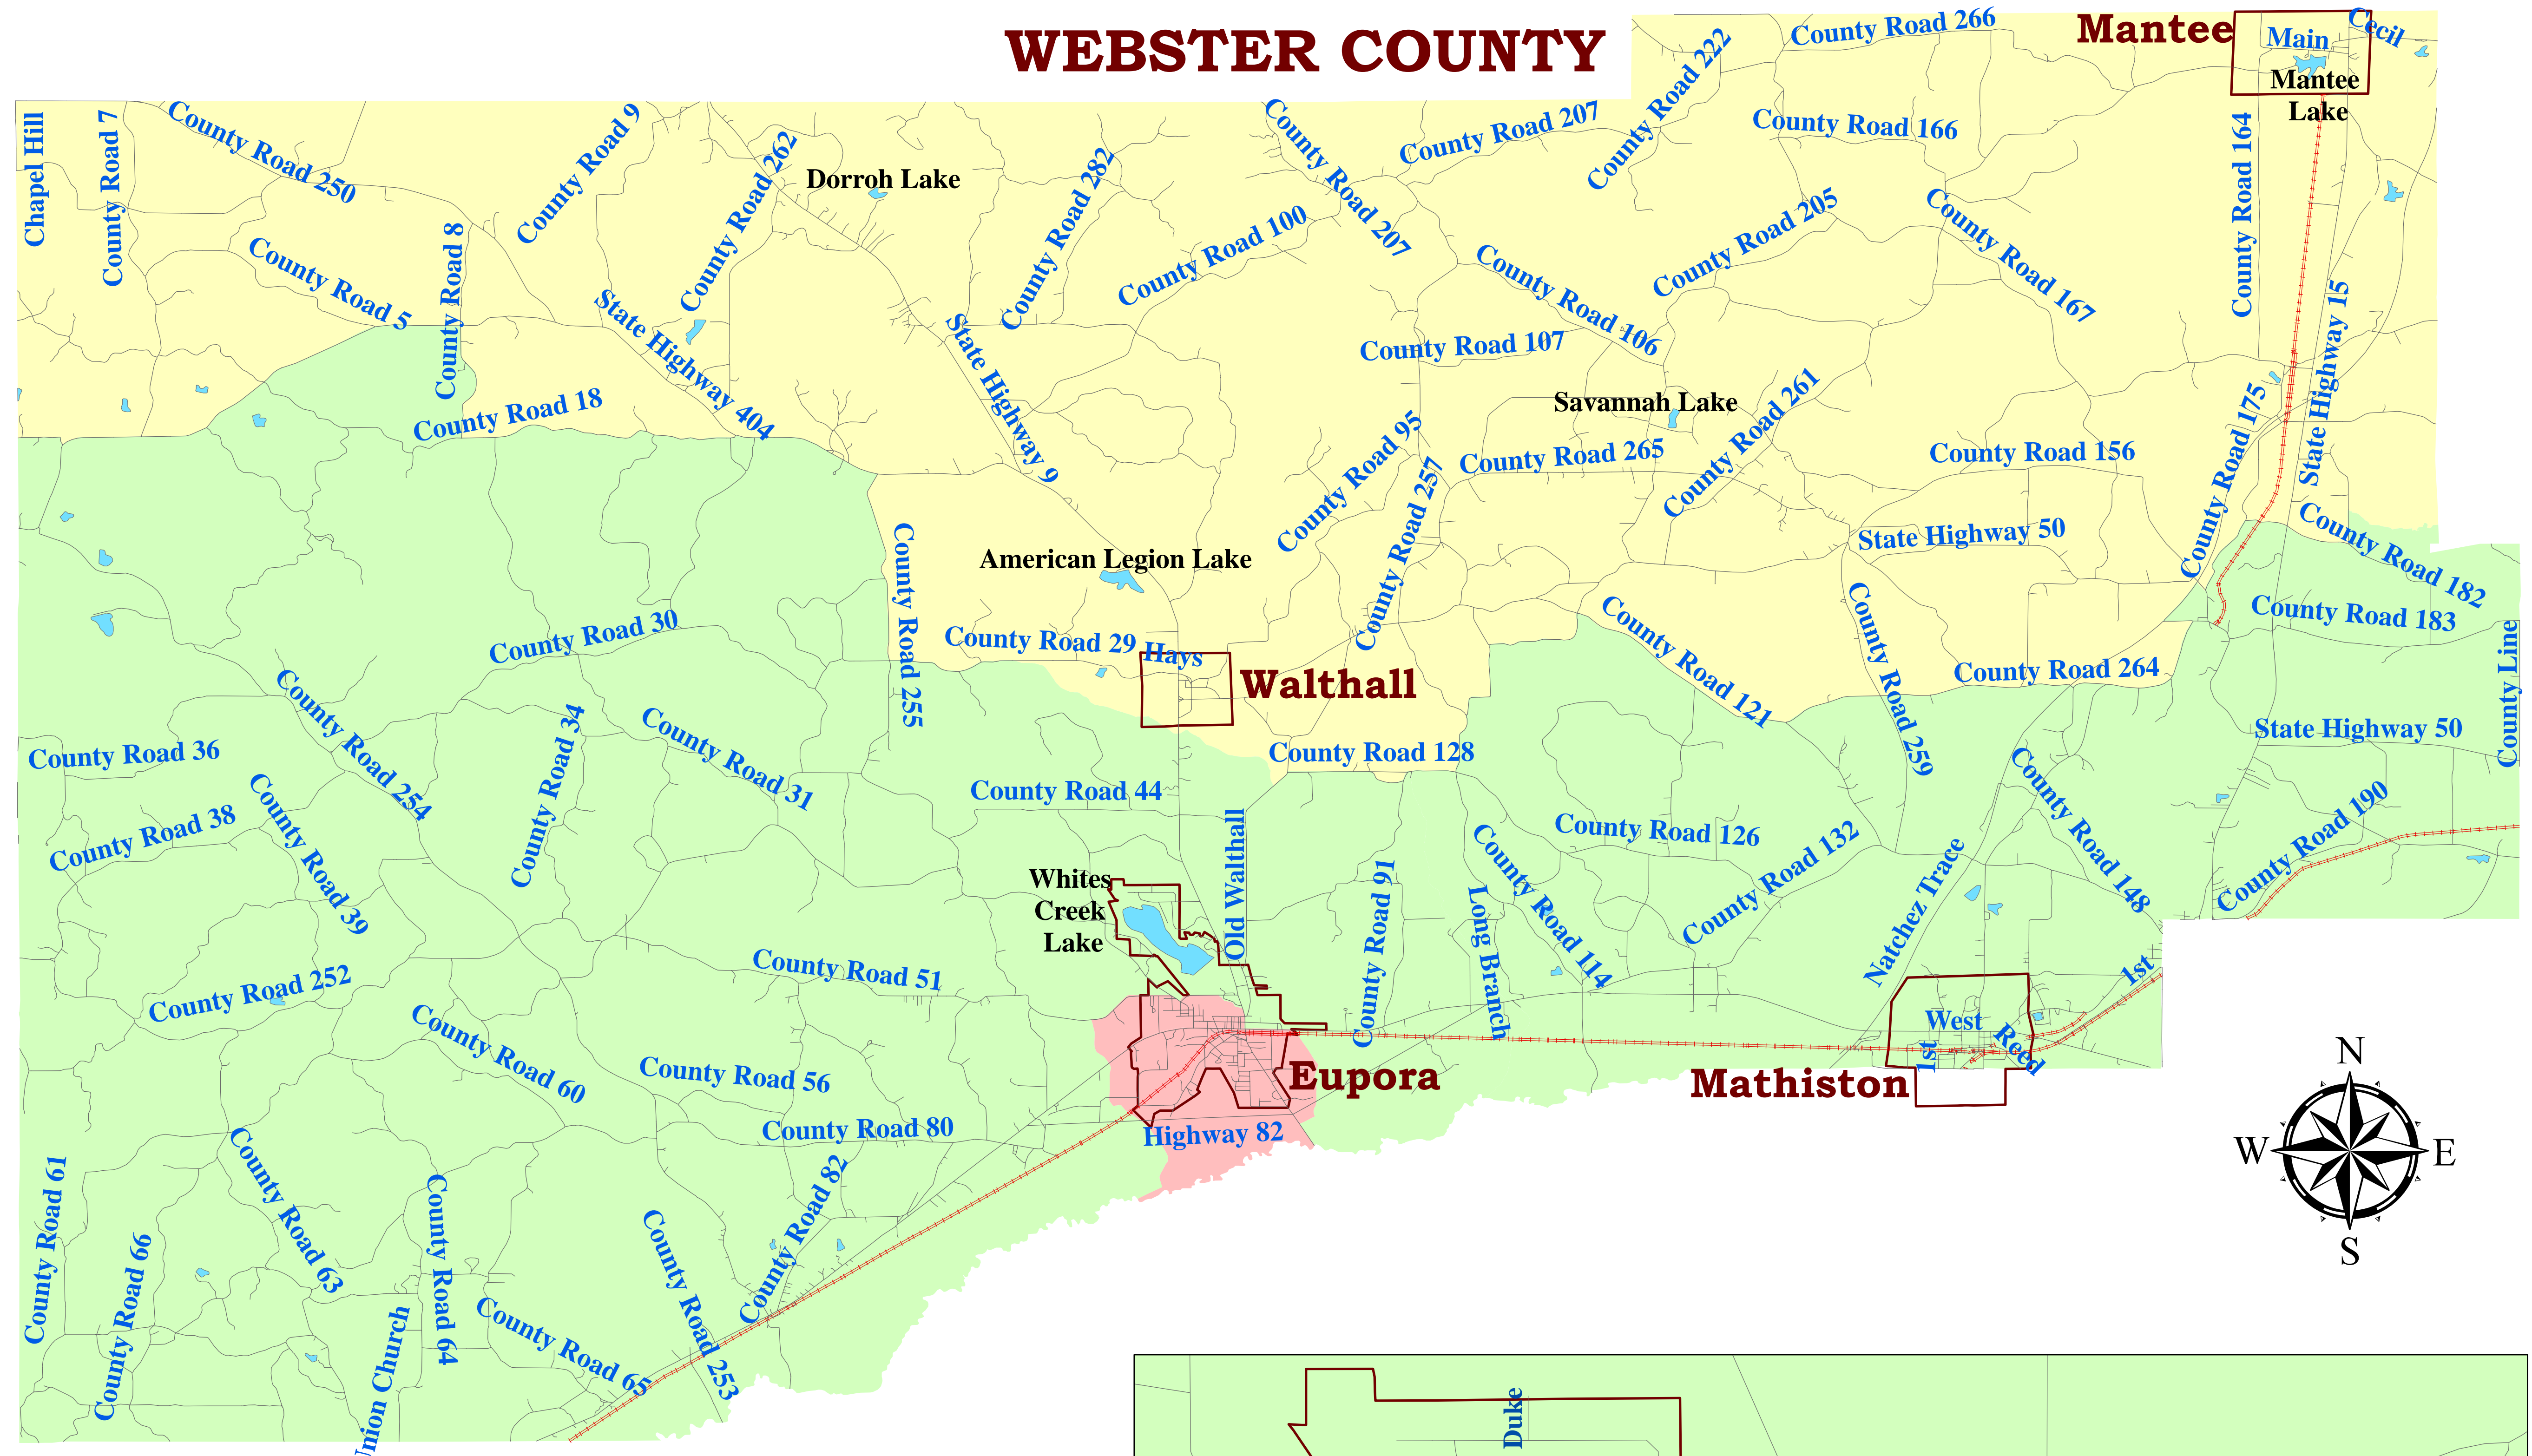 WEBSTER COUNTY
Mantee
Main
Cecil
Mantee
Lake
County Road 266
County Road 222
County Road 207
County Road 166
County Road 164
Chapel Hill
County Road 7
County Road 250
County Road 9
County Road 262
Dorroh Lake
County Road 282
County Road 207
County Road 100
County Road 205
County Road 167
County Road 5
County Road 8
State Highway 404
State Highway 9
County Road 106
County Road 107
State Highway 15
County Road 18
Savannah Lake
County Road 261
County Road 95
County Road 257
County Road 265
County Road 156
County Road 175
State Highway 50
County Road 182
County Road 183
County Line
American Legion Lake
County Road 255
County Road 29
Hays
Walthall
County Road 30
County Road 121
County Road 259
County Road 264
State Highway 50
County Road 36
County Road 254
County Road 34
County Road 31
County Road 128
County Road 44
County Road 38
County Road 39
Old Walthall
County Road 126
County Road 132
County Road 148
County Road 190
Whites
Creek
Lake
County Road 91
Long Branch
County Road 114
Natchez Trace
County Road 252
County Road 51
1st
West
1st
Reed
County Road 60
County Road 56
Eupora
Mathiston
County Road 80
Highway 82
County Road 61
County Road 66
County Road 63
County Road 64
County Road 82
County Road 253
County Road 65
Union Church
N
W
E
S
Duke